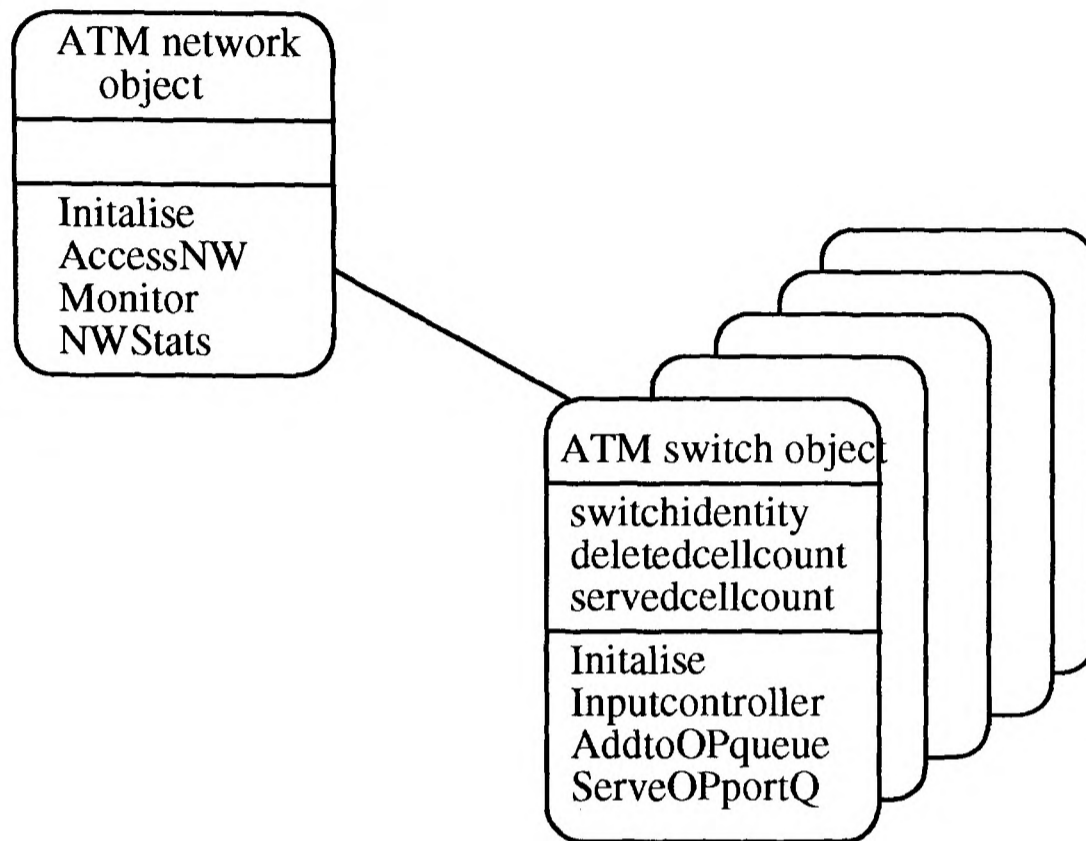 ATM network
object
Initalise
AccessNW
Monitor
NWStats
ATM switch object
switchidentity
deletedcellcount
servedcellcount
Initalise
Inputcontroller
AddtoOPqueue
ServeOPportQ